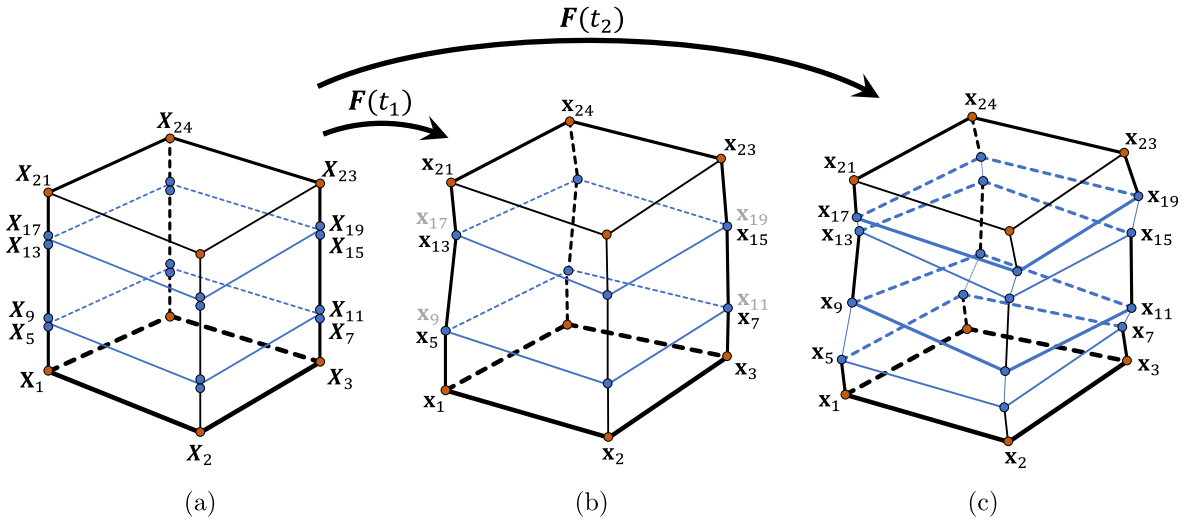 F(t₂)
F(t₁)
X₂₄
X₂₁
X₂₃
X₁₇
X₁₃
X₁₉
X₁₅
X₉
X₅
X₁₁
X₇
X₁
X₃
X₂
(a)
x₂₄
x₂₁
x₂₃
x₁₇
x₁₃
x₁₉
x₁₅
x₉
x₅
x₁₁
x₇
x₁
x₃
x₂
(b)
x₂₄
x₂₁
x₂₃
x₁₇
x₁₃
x₁₉
x₁₅
x₉
x₁₁
x₅
x₇
x₁
x₃
x₂
(c)